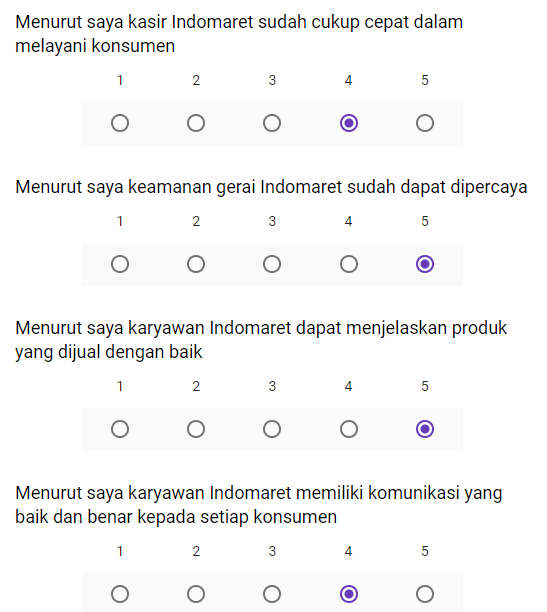 Menurut saya kasir Indomaret sudah cukup cepat dalam
melayani konsumen
1 2 3 4 5
Menurut saya keamanan gerai Indomaret sudah dapat dipercaya
1 2 3 4 5
Menurut saya karyawan Indomaret dapat menjelaskan produk
yang dijual dengan baik
1 2 3 4 5
Menurut saya karyawan Indomaret memiliki komunikasi yang
baik dan benar kepada setiap konsumen
1 2 3 4 5